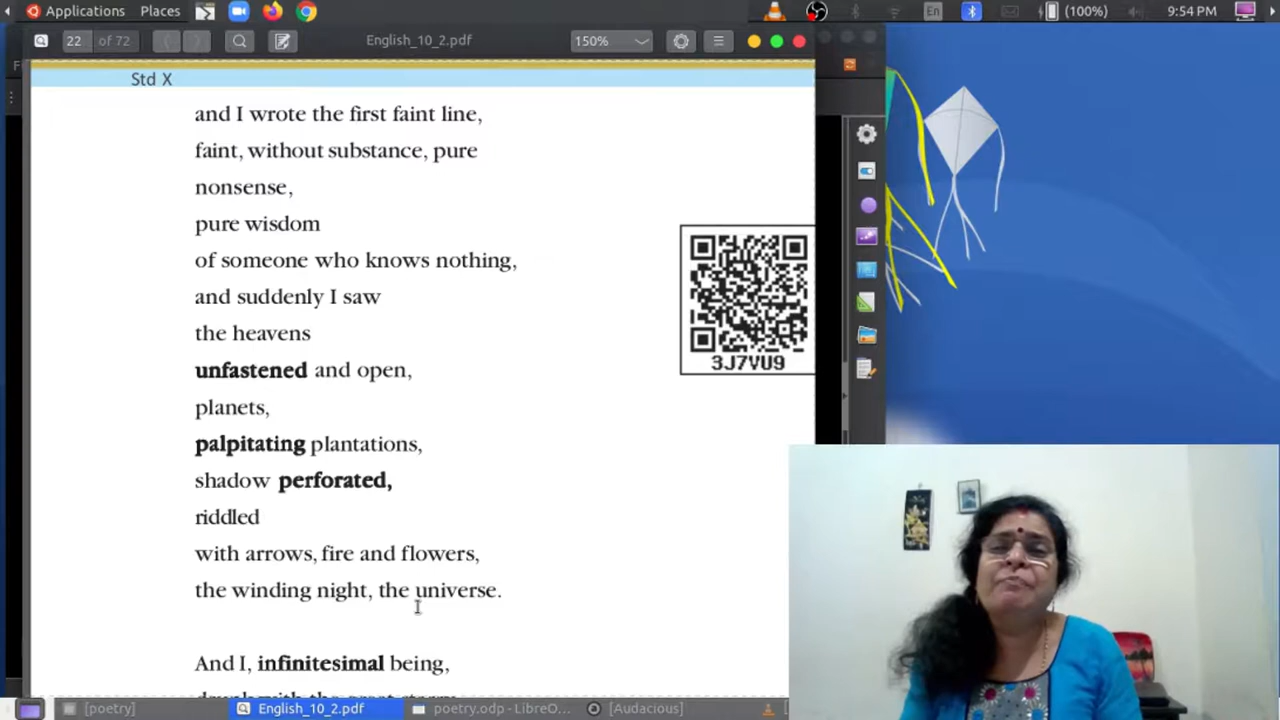 Applications Places En (100%) 9:54 PM
22 of 72 English_10_2.pdf 150%
Std X
and I wrote the first faint line,
faint, without substance, pure
nonsense,
pure wisdom
of someone who knows nothing,
and suddenly I saw
the heavens
unfastened and open,
planets,
palpitating plantations,
shadow perforated,
riddled
with arrows, fire and flowers,
the winding night, the universe.
3J7VU9
And I, infinitesimal being,
[poetry] English_10_2.pdf poetry.odp - LibreO... [Audacious]